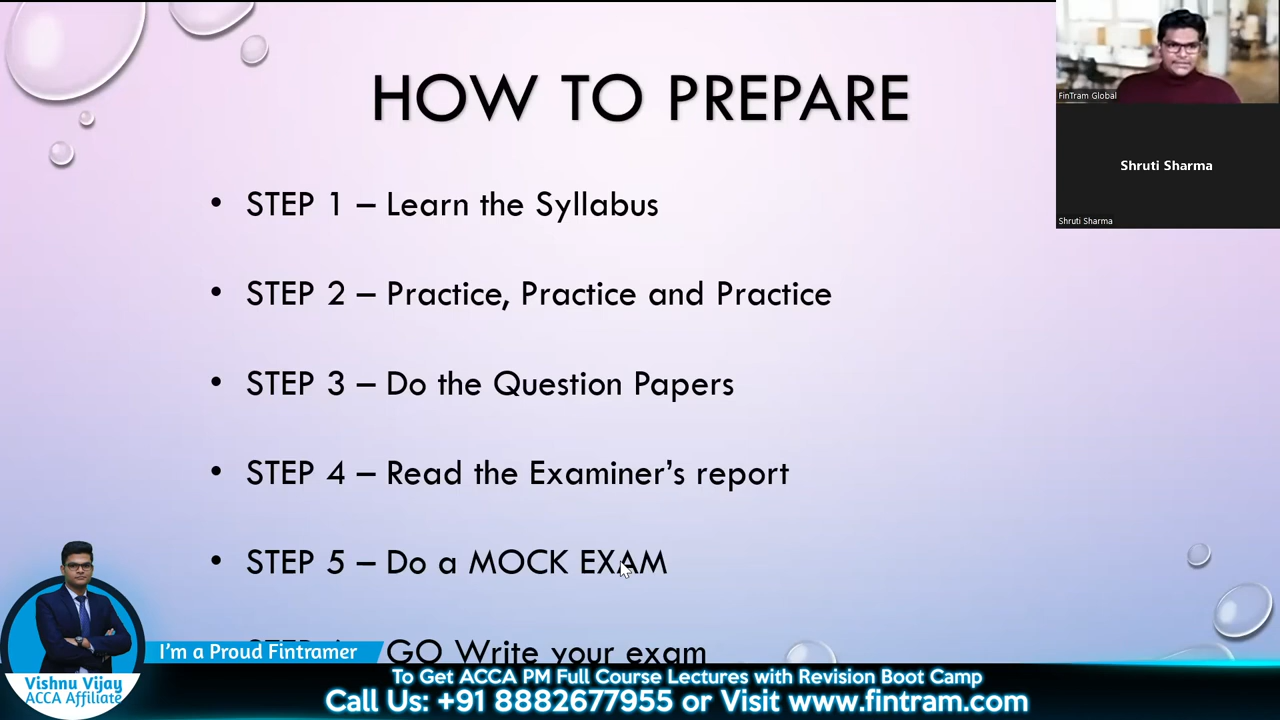 HOW TO PREPARE
• STEP 1 – Learn the Syllabus
• STEP 2 – Practice, Practice and Practice
• STEP 3 – Do the Question Papers
• STEP 4 – Read the Examiner's report
• STEP 5 – Do a MOCK EXAM
GO Write your exam
FinTram Global
Shruti Sharma
Shruti Sharma
I'm a Proud Fintramer
Vishnu Vijay
ACCA Affiliate
To Get ACCA PM Full Course Lectures with Revision Boot Camp
Call Us: +91 8882677955 or Visit www.fintram.com